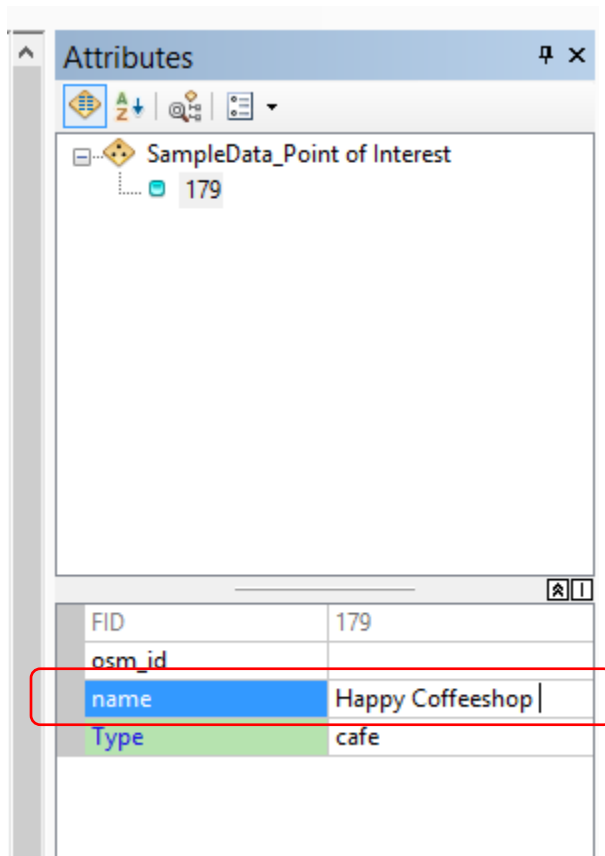 Attributes
SampleData_Point of Interest
179
FID 179
osm_id
name Happy Coffeeshop
Type cafe